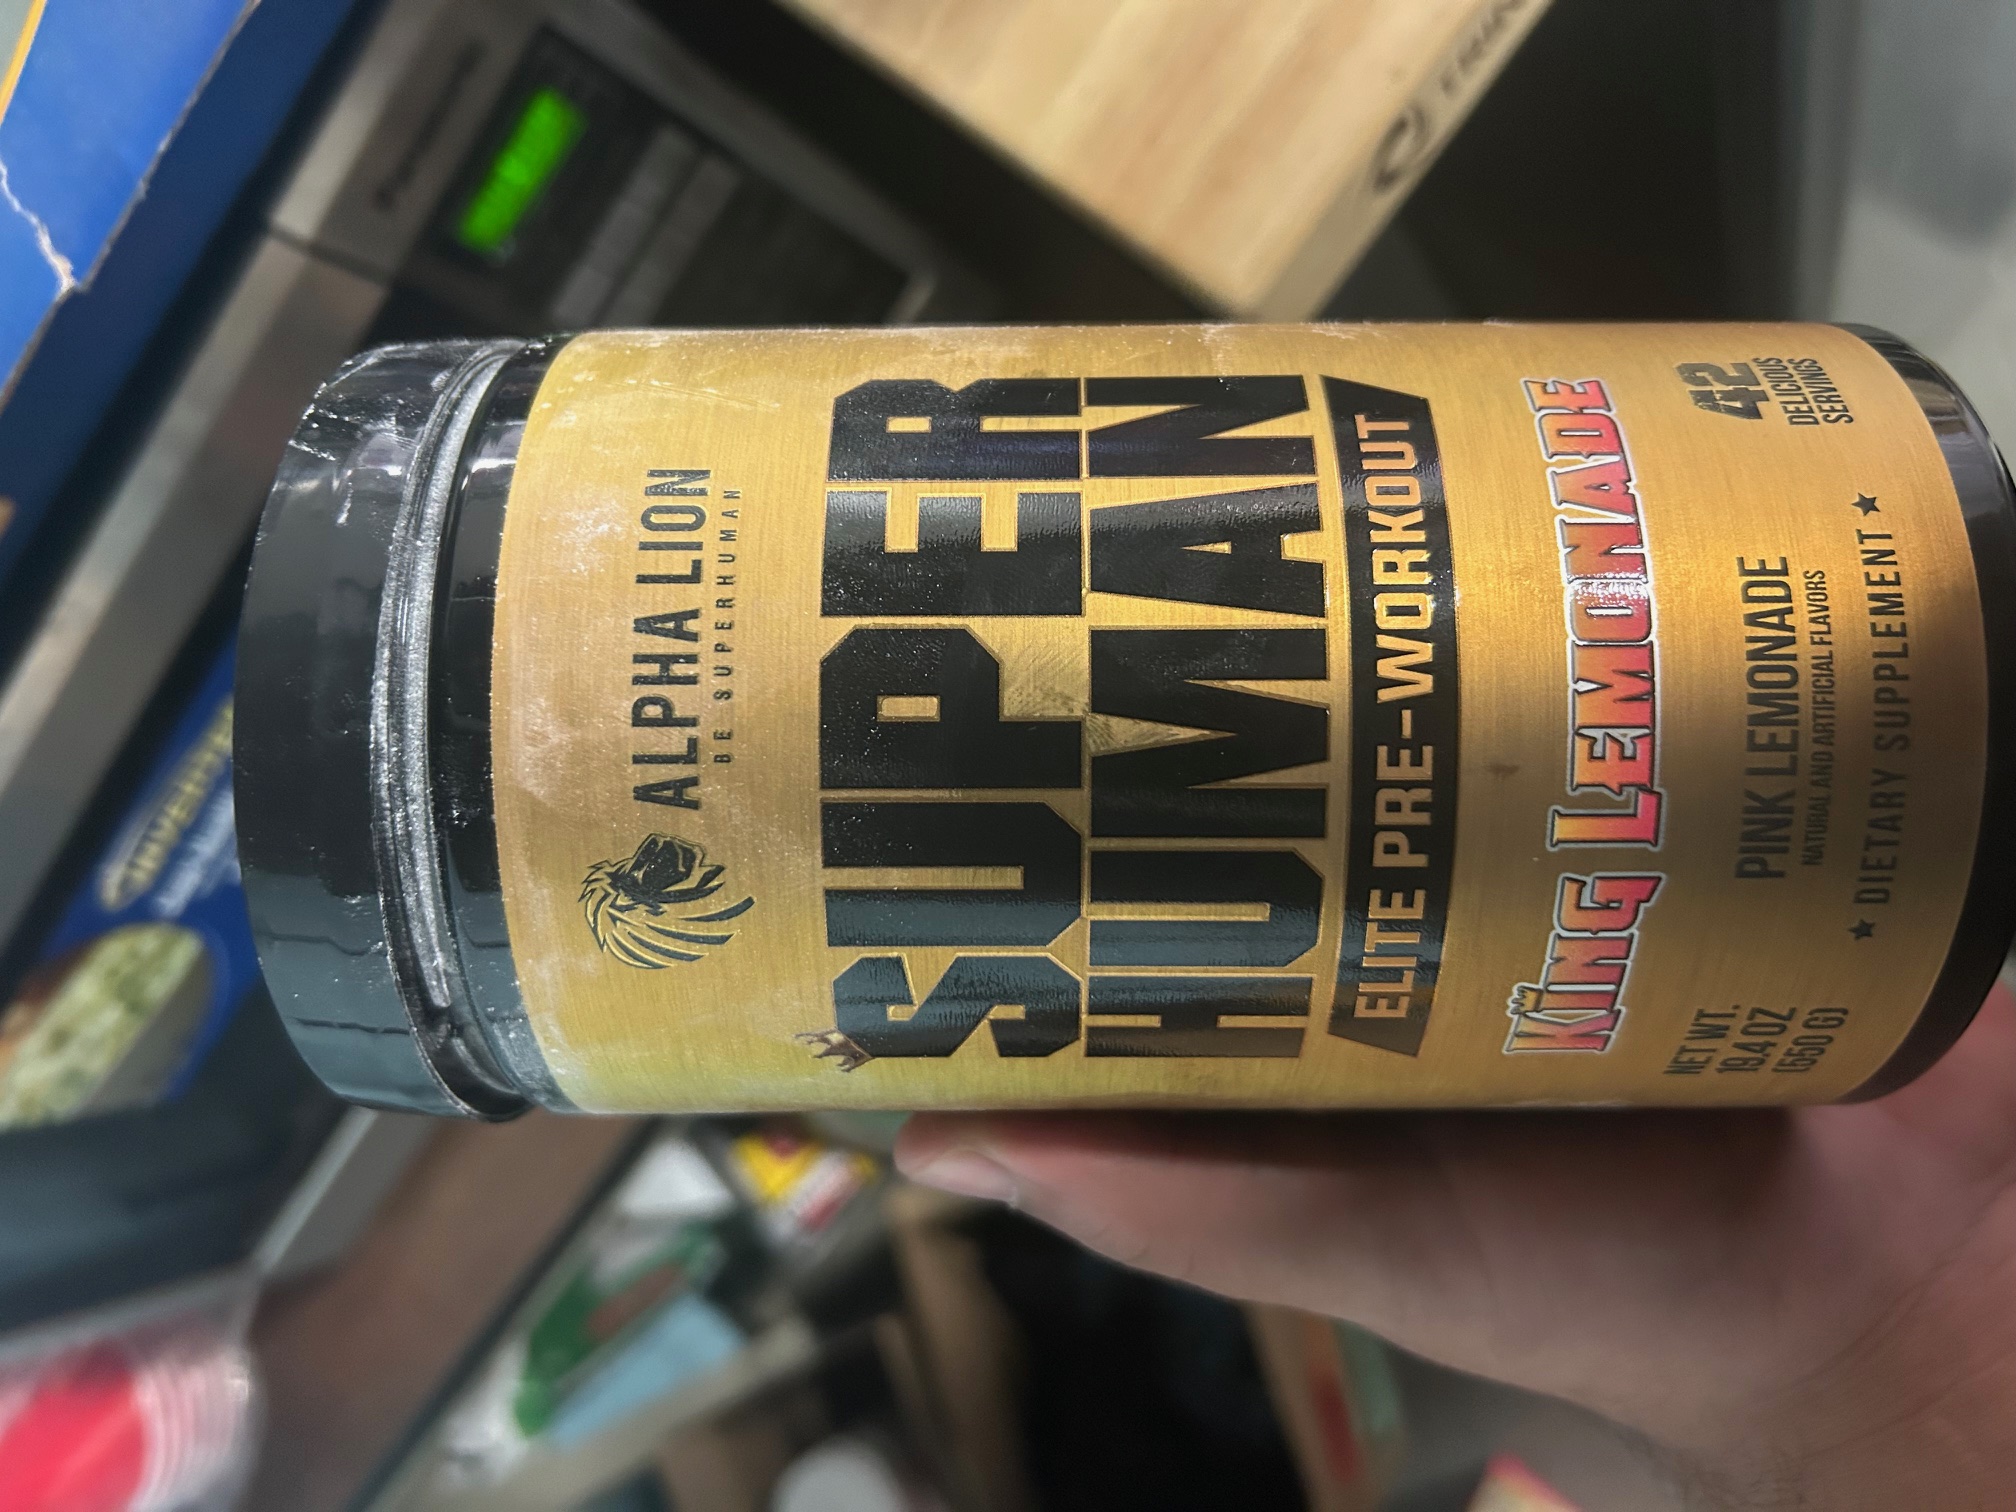 ALPHA LION
BE SUPERHUMAN
SUPER
HUMAN
ELITE PRE-WORKOUT
KING LEMONADE
NET WT.
19.4 OZ
(550 G)
PINK LEMONADE
NATURAL AND ARTIFICIAL FLAVORS
★ DIETARY SUPPLEMENT ★
42
DELICIOUS
SERVINGS
Panasonic